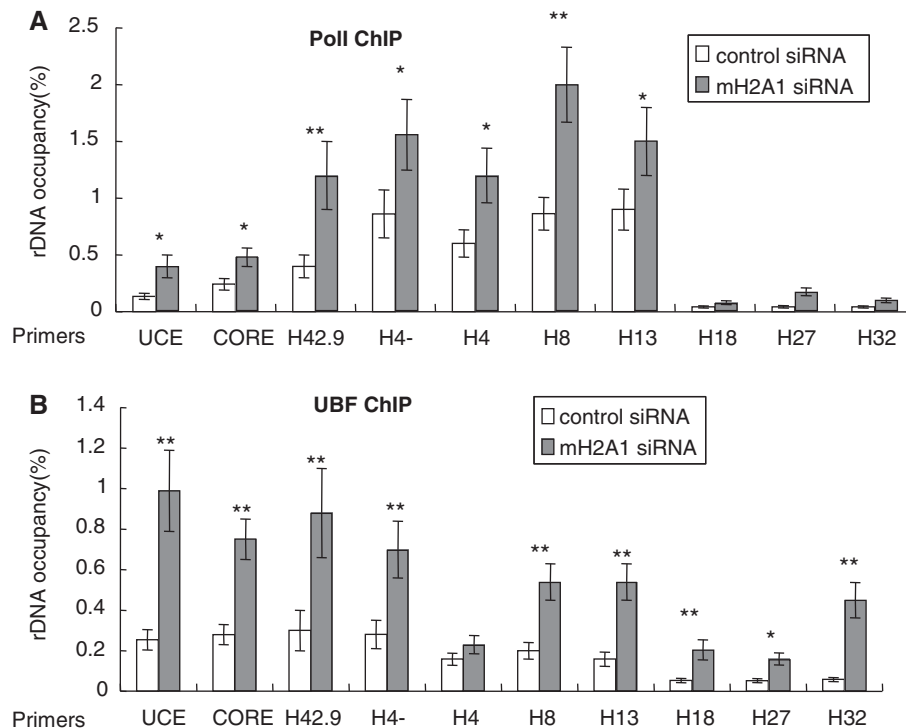 A
PolI ChIP
control siRNA
mH2A1 siRNA
rDNA occupancy(%)
2.5
2
1.5
1
0.5
0
*
*
**
*
*
**
*
Primers UCE CORE H42.9 H4- H4 H8 H13 H18 H27 H32
B
UBF ChIP
control siRNA
mH2A1 siRNA
rDNA occupancy(%)
1.4
1.2
1
0.8
0.6
0.4
0.2
0
**
**
**
**
**
**
**
*
**
Primers UCE CORE H42.9 H4- H4 H8 H13 H18 H27 H32